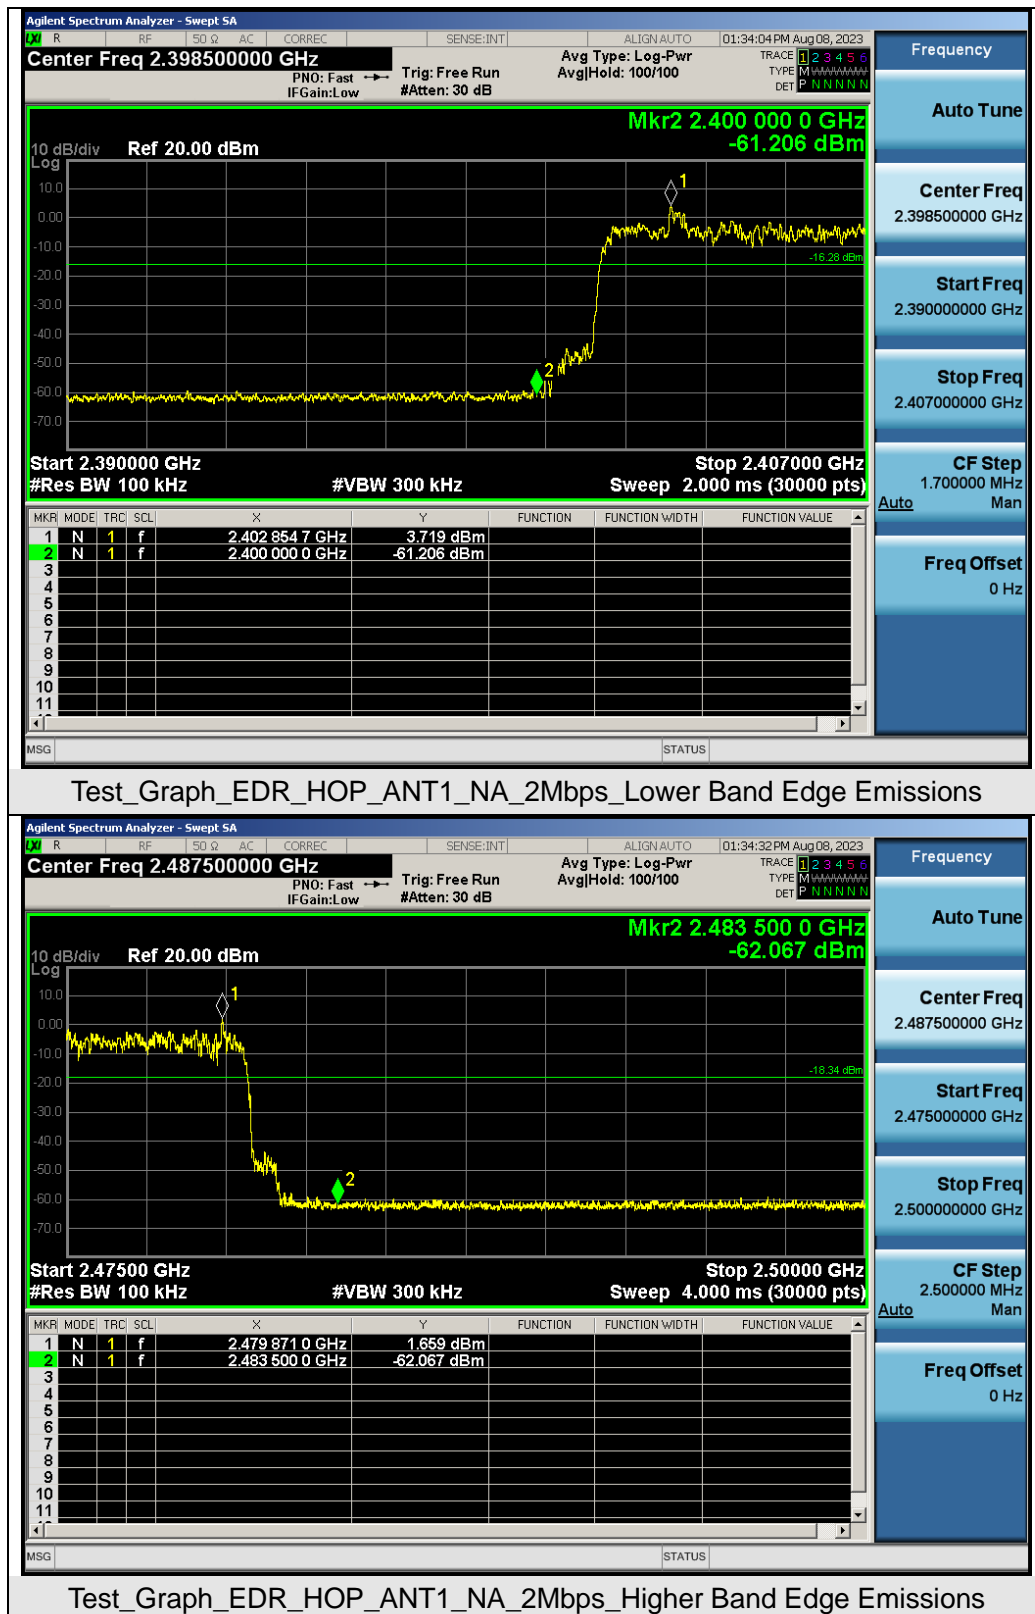 Agilent Spectrum Analyzer - Swept SA
LXI R RF 50 Ω AC CORREC SENSE:INT ALIGN AUTO 01:34:04 PM Aug 08, 2023
Center Freq 2.398500000 GHz Avg Type: Log-Pwr TRACE 1 2 3 4 5 6
PNO: Fast Trig: Free Run Avg|Hold: 100/100 TYPE M
IFGain:Low #Atten: 30 dB DET P N N N N N
Mkr2 2.400 000 0 GHz
10 dB/div Ref 20.00 dBm -61.206 dBm
Log
10.0
0.00
-10.0
-20.0
-30.0
-40.0
-50.0
-60.0
-70.0
1
-16.28 dBm
2
Start 2.390000 GHz Stop 2.407000 GHz
#Res BW 100 kHz #VBW 300 kHz Sweep 2.000 ms (30000 pts)
MKR MODE TRC SCL X Y FUNCTION FUNCTION WIDTH FUNCTION VALUE
1 N 1 f 2.402 854 7 GHz 3.719 dBm
2 N 1 f 2.400 000 0 GHz -61.206 dBm
3
4
5
6
7
8
9
10
11
MSG STATUS
Frequency
Auto Tune
Center Freq
2.398500000 GHz
Start Freq
2.390000000 GHz
Stop Freq
2.407000000 GHz
CF Step
1.700000 MHz
Auto Man
Freq Offset
0 Hz
Test_Graph_EDR_HOP_ANT1_NA_2Mbps_Lower Band Edge Emissions
Agilent Spectrum Analyzer - Swept SA
LXI R RF 50 Ω AC CORREC SENSE:INT ALIGN AUTO 01:34:32 PM Aug 08, 2023
Center Freq 2.487500000 GHz Avg Type: Log-Pwr TRACE 1 2 3 4 5 6
PNO: Fast Trig: Free Run Avg|Hold: 100/100 TYPE M
IFGain:Low #Atten: 30 dB DET P N N N N N
Mkr2 2.483 500 0 GHz
10 dB/div Ref 20.00 dBm -62.067 dBm
Log
10.0
0.00
-10.0
-20.0
-30.0
-40.0
-50.0
-60.0
-70.0
1
-18.34 dBm
2
Start 2.47500 GHz Stop 2.50000 GHz
#Res BW 100 kHz #VBW 300 kHz Sweep 4.000 ms (30000 pts)
MKR MODE TRC SCL X Y FUNCTION FUNCTION WIDTH FUNCTION VALUE
1 N 1 f 2.479 871 0 GHz 1.659 dBm
2 N 1 f 2.483 500 0 GHz -62.067 dBm
3
4
5
6
7
8
9
10
11
MSG STATUS
Frequency
Auto Tune
Center Freq
2.487500000 GHz
Start Freq
2.475000000 GHz
Stop Freq
2.500000000 GHz
CF Step
2.500000 MHz
Auto Man
Freq Offset
0 Hz
Test_Graph_EDR_HOP_ANT1_NA_2Mbps_Higher Band Edge Emissions